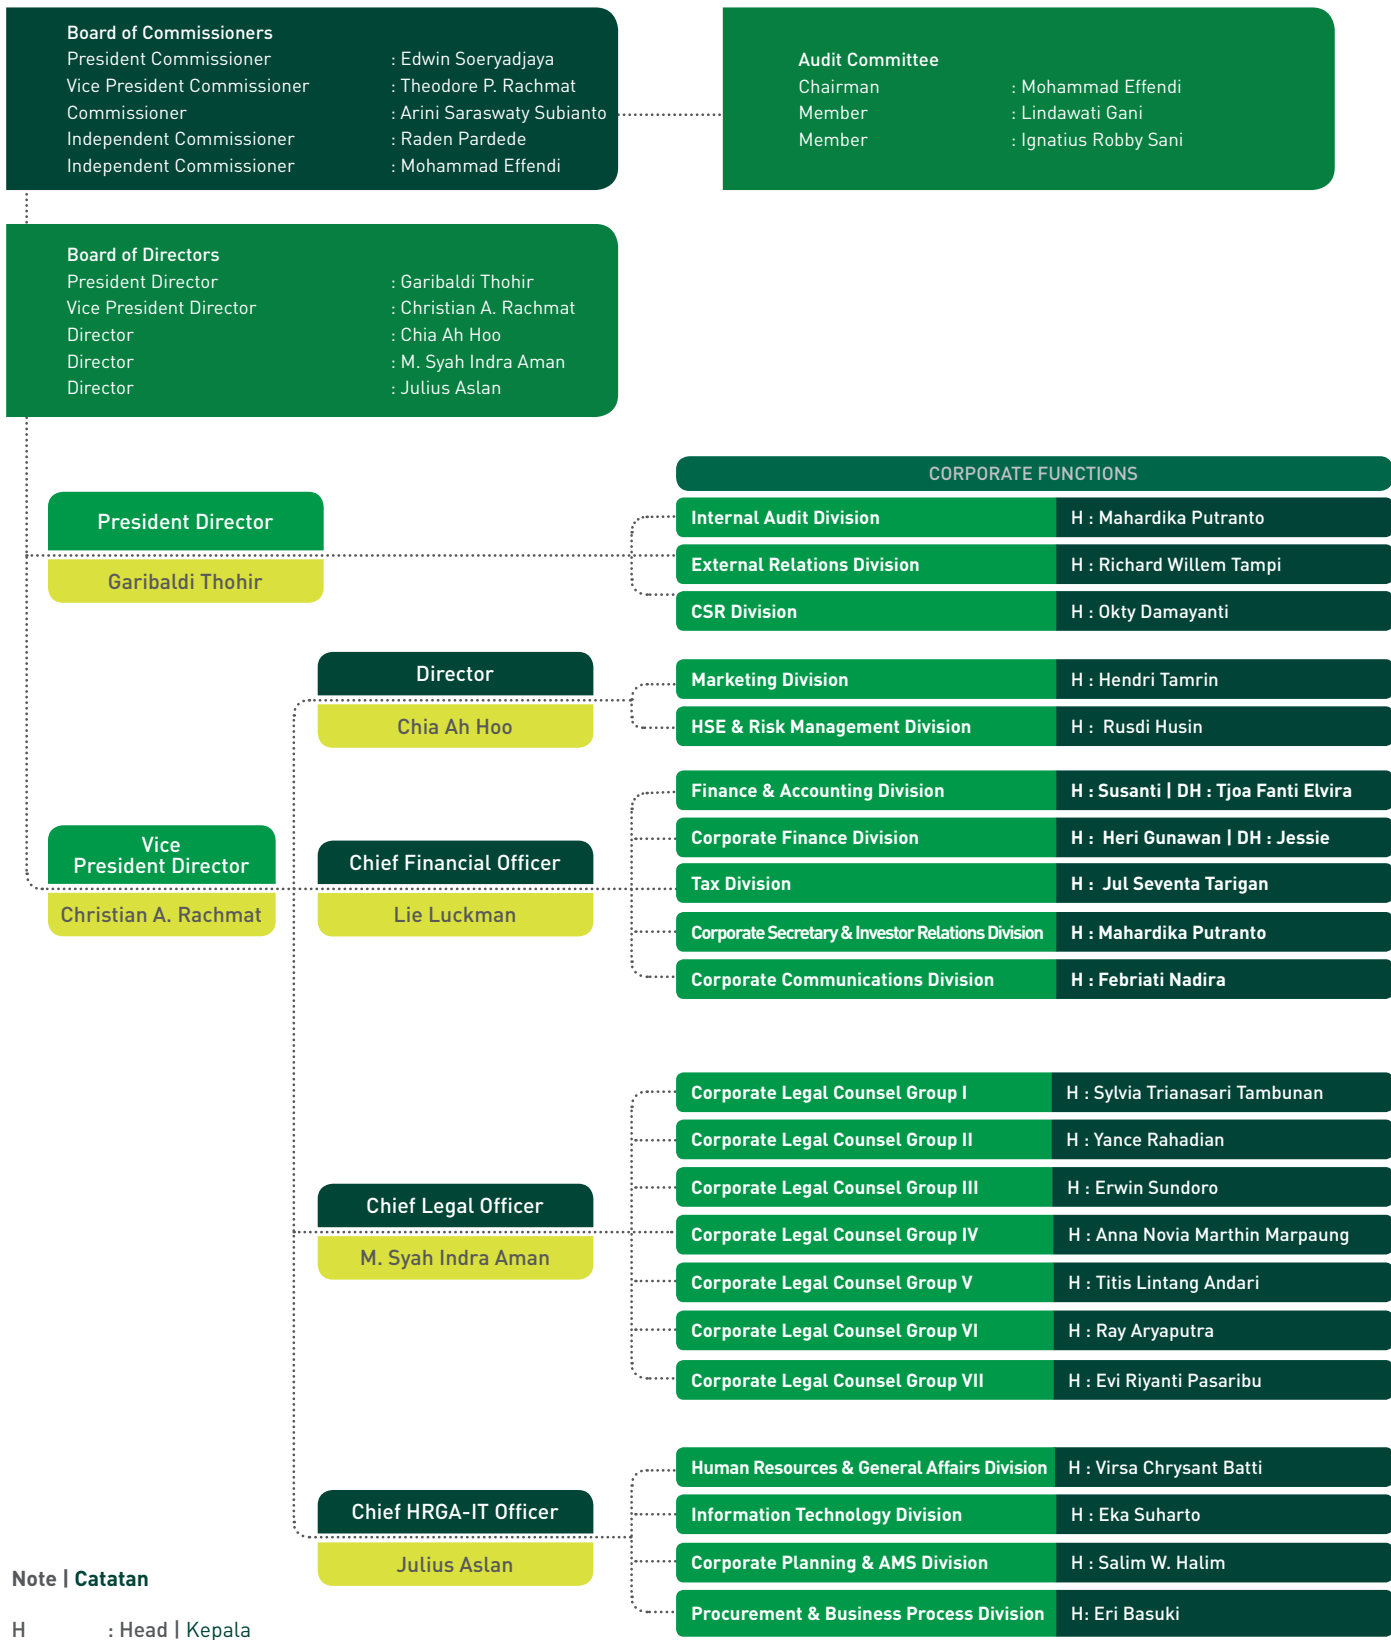 Board of Commissioners
President Commissioner : Edwin Soeryadjaya
Vice President Commissioner : Theodore P. Rachmat
Commissioner : Arini Saraswaty Subianto
Independent Commissioner : Raden Pardede
Independent Commissioner : Mohammad Effendi
Audit Committee
Chairman : Mohammad Effendi
Member : Lindawati Gani
Member : Ignatius Robby Sani
Board of Directors
President Director : Garibaldi Thohir
Vice President Director : Christian A. Rachmat
Director : Chia Ah Hoo
Director : M. Syah Indra Aman
Director : Julius Aslan
CORPORATE FUNCTIONS
President Director
Garibaldi Thohir
Internal Audit Division H : Mahardika Putranto
External Relations Division H : Richard Willem Tampi
CSR Division H : Okty Damayanti
Vice
President Director
Christian A. Rachmat
Director
Chia Ah Hoo
Marketing Division H : Hendri Tamrin
HSE & Risk Management Division H : Rusdi Husin
Chief Financial Officer
Lie Luckman
Finance & Accounting Division H : Susanti | DH : Tjoa Fanti Elvira
Corporate Finance Division H : Heri Gunawan | DH : Jessie
Tax Division H : Jul Seventa Tarigan
Corporate Secretary & Investor Relations Division H : Mahardika Putranto
Corporate Communications Division H : Febriati Nadira
Chief Legal Officer
M. Syah Indra Aman
Corporate Legal Counsel Group I H : Sylvia Trianasari Tambunan
Corporate Legal Counsel Group II H : Yance Rahadian
Corporate Legal Counsel Group III H : Erwin Sundoro
Corporate Legal Counsel Group IV H : Anna Novia Marthin Marpaung
Corporate Legal Counsel Group V H : Titis Lintang Andari
Corporate Legal Counsel Group VI H : Ray Aryaputra
Corporate Legal Counsel Group VII H : Evi Riyanti Pasaribu
Chief HRGA-IT Officer
Julius Aslan
Human Resources & General Affairs Division H : Virsa Chrysant Batti
Information Technology Division H : Eka Suharto
Corporate Planning & AMS Division H : Salim W. Halim
Procurement & Business Process Division H: Eri Basuki
Note | Catatan
H : Head | Kepala